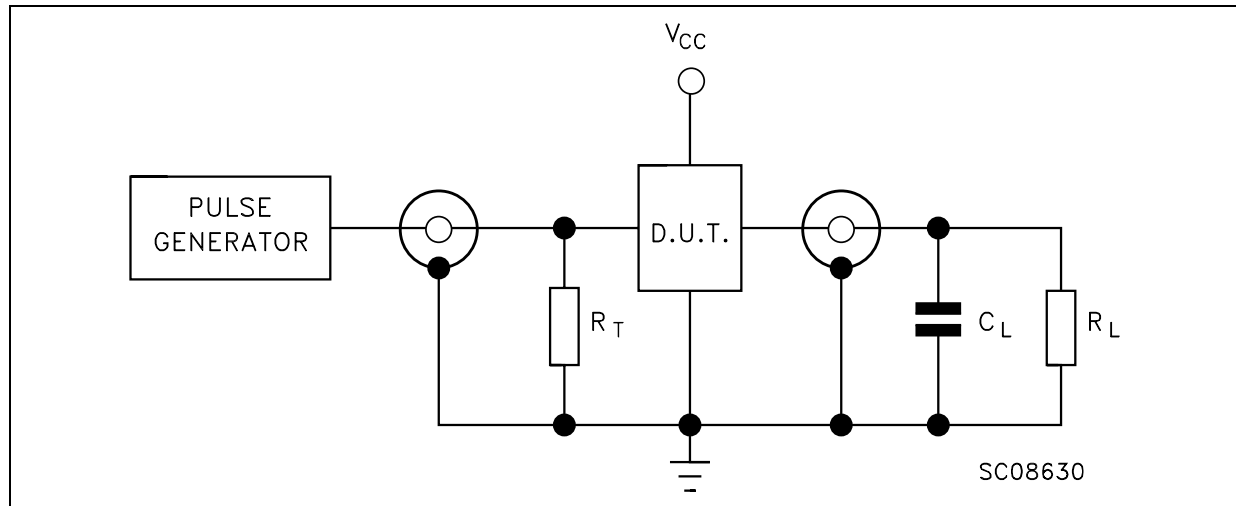 VCC
PULSE
GENERATOR
D.U.T.
RT
CL
RL
SC08630